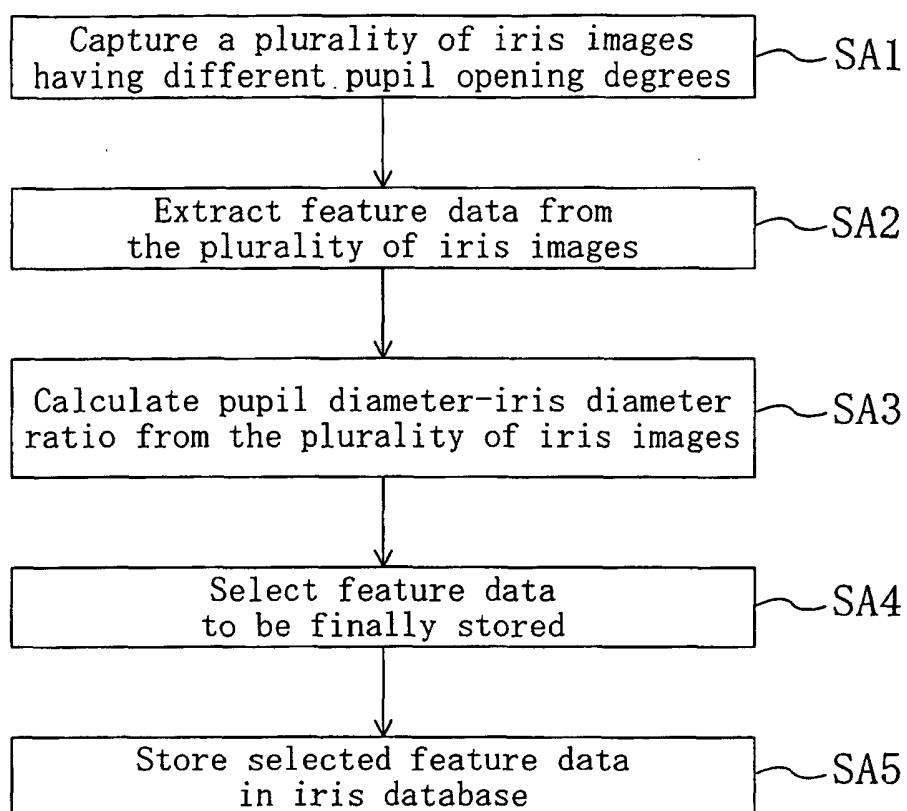 Capture a plurality of iris images
having different pupil opening degrees
SA1
Extract feature data from
the plurality of iris images
SA2
Calculate pupil diameter-iris diameter
ratio from the plurality of iris images
SA3
Select feature data
to be finally stored
SA4
Store selected feature data
in iris database
SA5